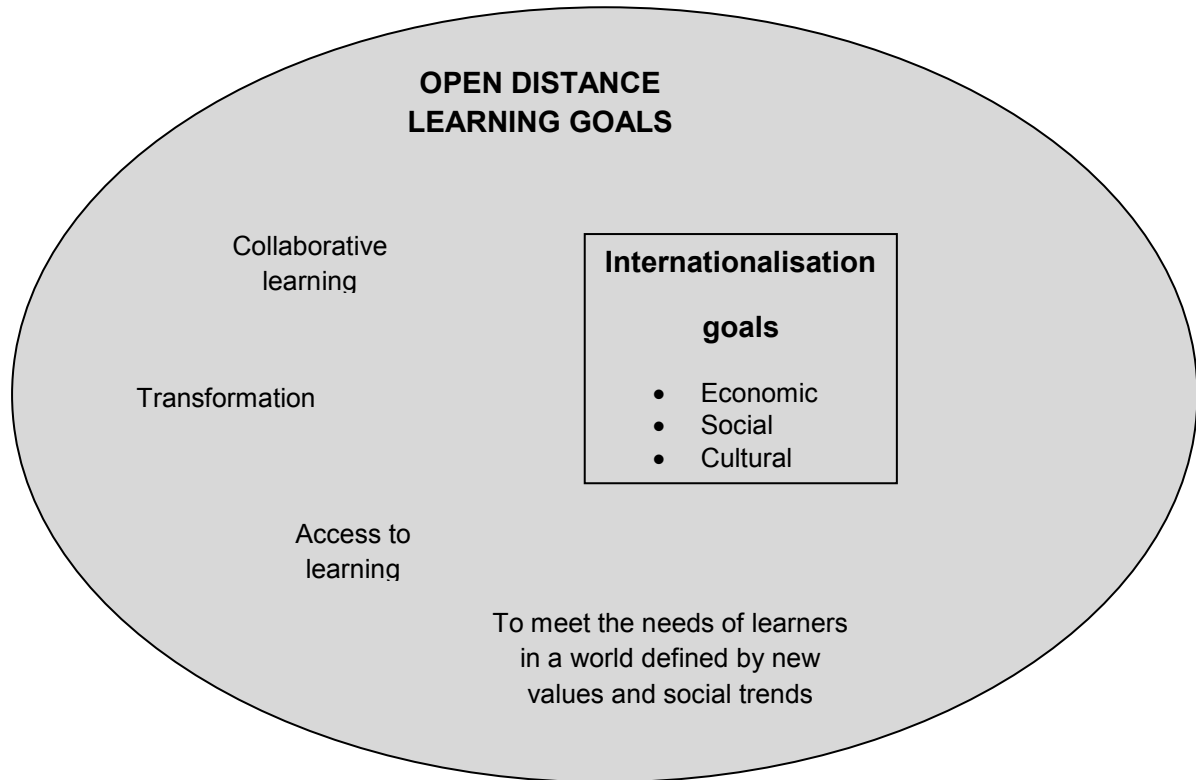 OPEN DISTANCE
LEARNING GOALS
Collaborative
learning
Internationalisation
goals
• Economic
• Social
• Cultural
Transformation
Access to
learning
To meet the needs of learners
in a world defined by new
values and social trends